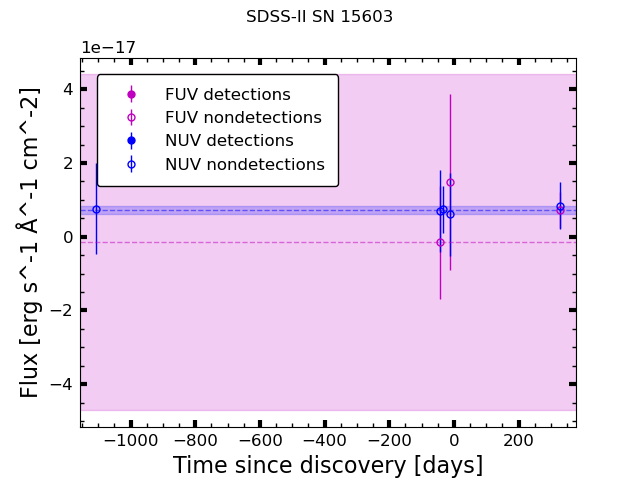 SDSS-II SN 15603
1e−17
FUV detections
FUV nondetections
NUV detections
NUV nondetections
4
2
0
−2
−4
Flux [erg s^-1 Å^-1 cm^-2]
−1000 −800 −600 −400 −200 0 200
Time since discovery [days]